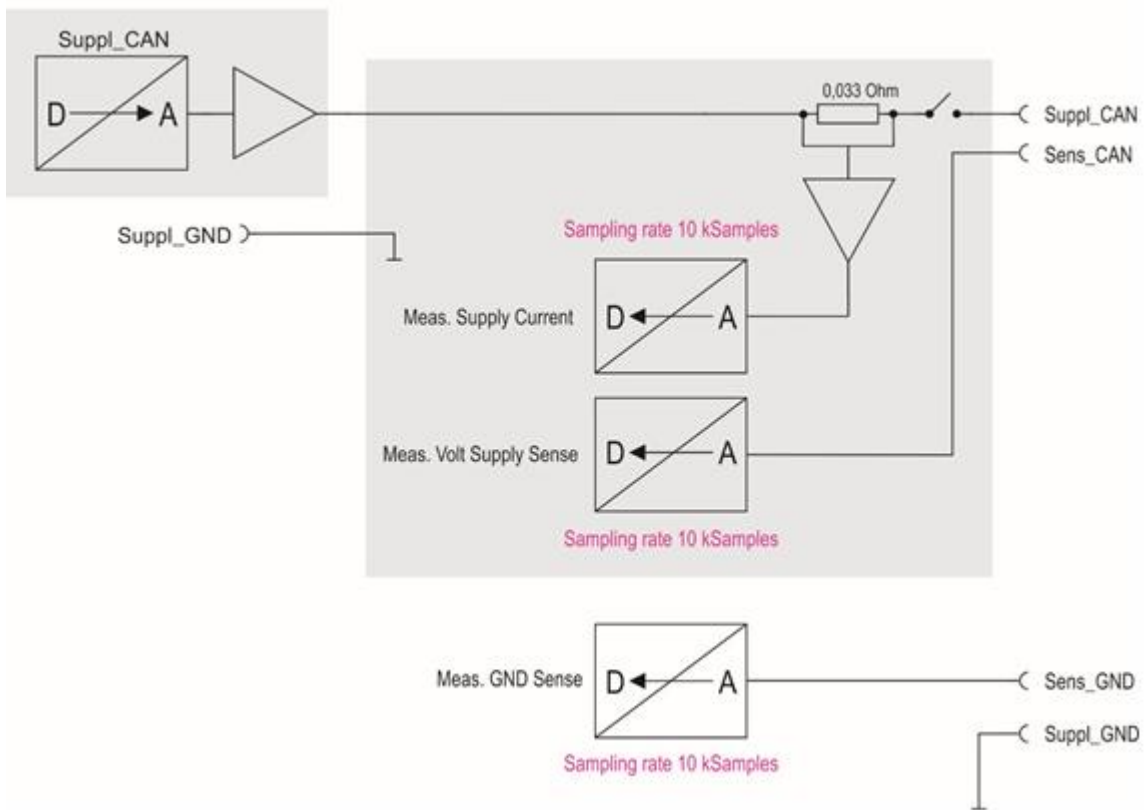 Suppl_CAN
D A
0,033 Ohm
Suppl_CAN
Sens_CAN
Suppl_GND
Sampling rate 10 kSamples
Meas. Supply Current
D A
Meas. Volt Supply Sense
D A
Sampling rate 10 kSamples
Meas. GND Sense
D A
Sens_GND
Suppl_GND
Sampling rate 10 kSamples